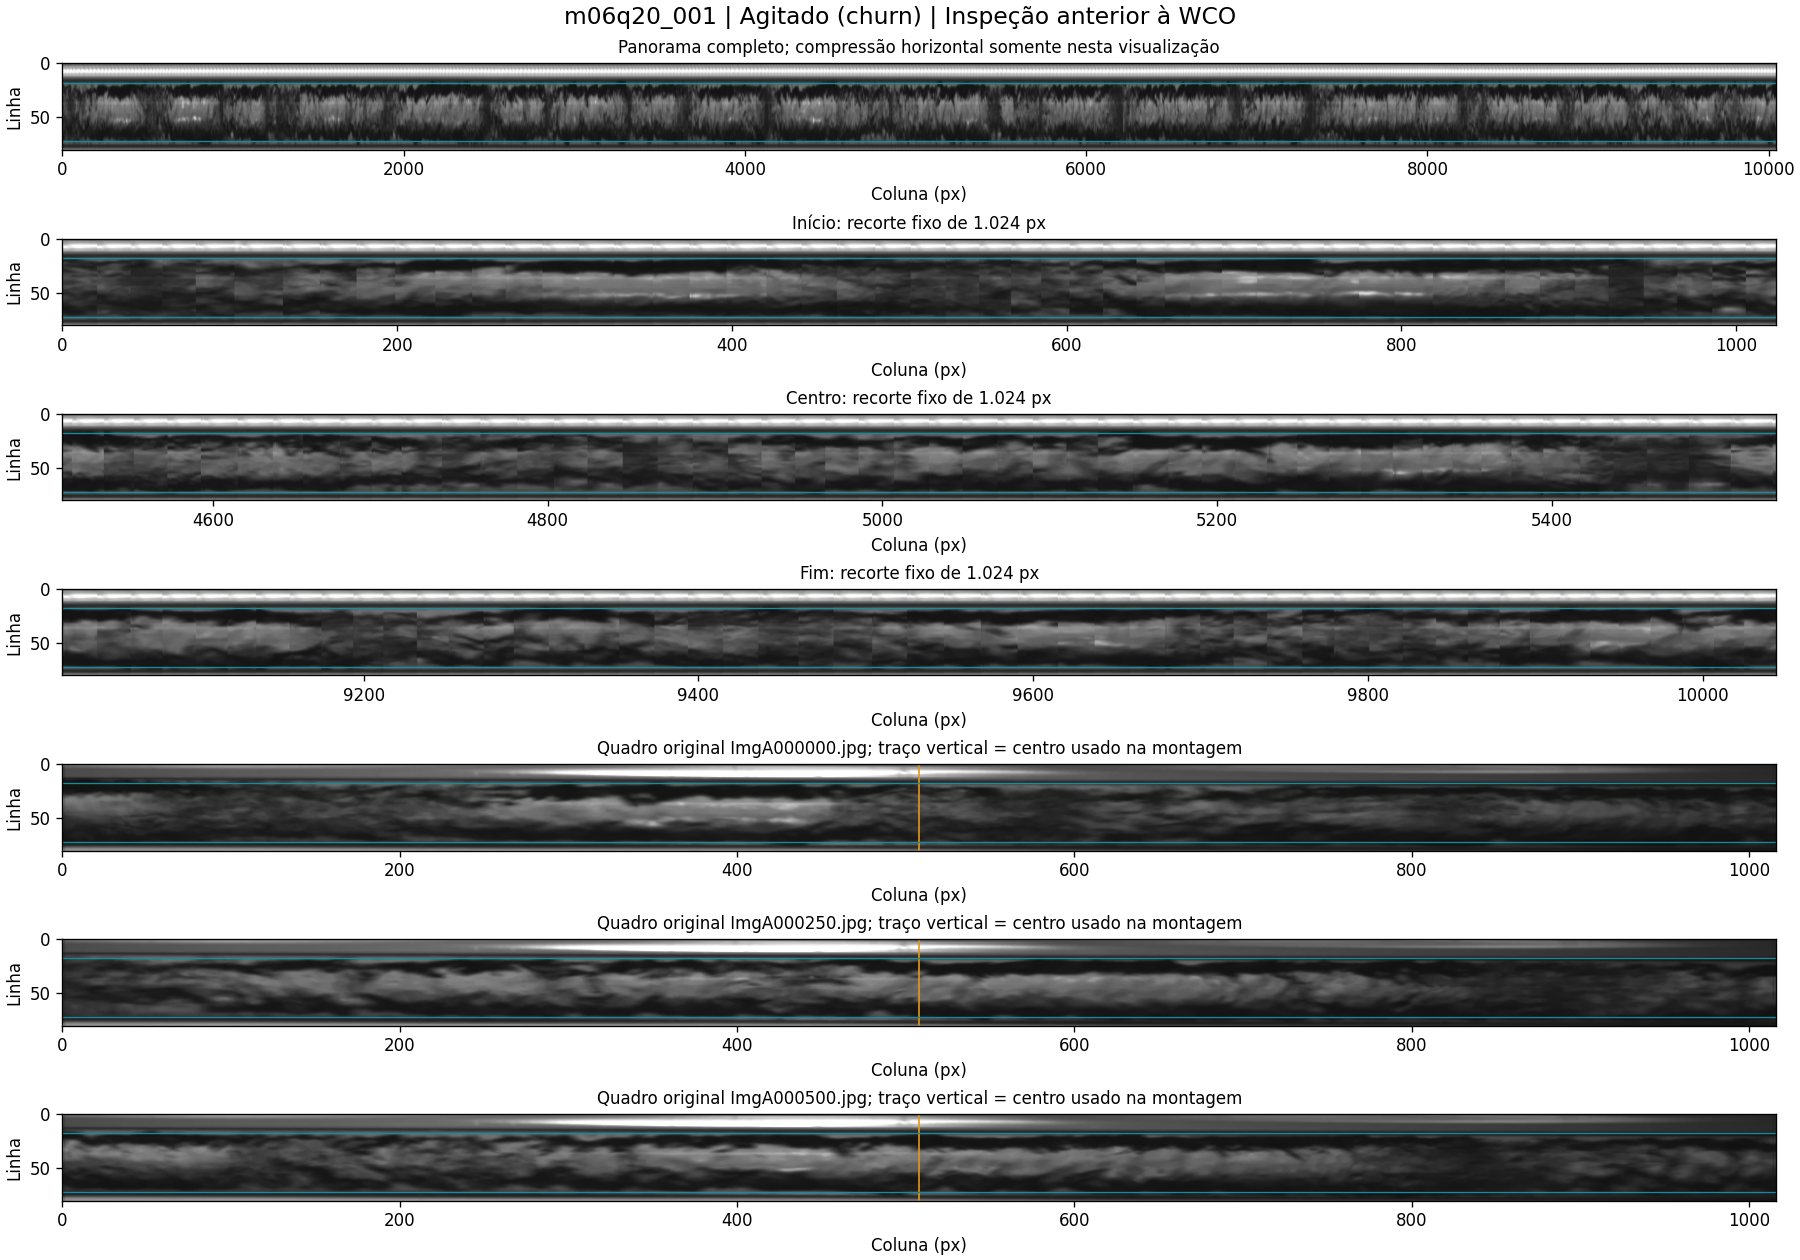 m06q20_001 | Agitado (churn) | Inspeção anterior à WCO
Panorama completo; compressão horizontal somente nesta visualização
0
50
Linha
0 2000 4000 6000 8000 10000
Coluna (px)
Início: recorte fixo de 1.024 px
0
50
Linha
0 200 400 600 800 1000
Coluna (px)
Centro: recorte fixo de 1.024 px
0
50
Linha
4600 4800 5000 5200 5400
Coluna (px)
Fim: recorte fixo de 1.024 px
0
50
Linha
9200 9400 9600 9800 10000
Coluna (px)
Quadro original ImgA000000.jpg; traço vertical = centro usado na montagem
0
50
Linha
0 200 400 600 800 1000
Coluna (px)
Quadro original ImgA000250.jpg; traço vertical = centro usado na montagem
0
50
Linha
0 200 400 600 800 1000
Coluna (px)
Quadro original ImgA000500.jpg; traço vertical = centro usado na montagem
0
50
Linha
0 200 400 600 800 1000
Coluna (px)